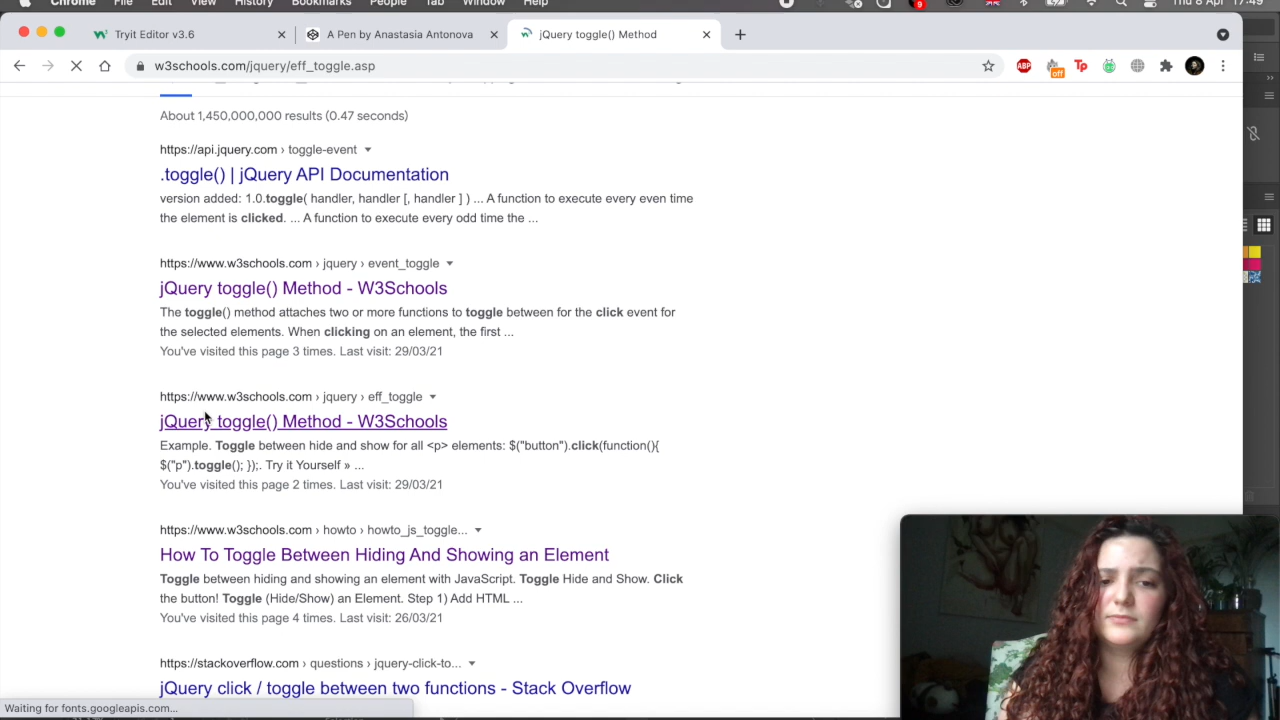 Chrome File Edit View History Bookmarks People Tab Window Help 9 Thu 8 Apr 17:49
Tryit Editor v3.6 A Pen by Anastasia Antonova jQuery toggle() Method
w3schools.com/jquery/eff_toggle.asp ABP off Tp
About 1,450,000,000 results (0.47 seconds)
https://api.jquery.com › toggle-event
.toggle() | jQuery API Documentation
version added: 1.0.toggle( handler, handler [, handler ] ) ... A function to execute every even time
the element is clicked. ... A function to execute every odd time the ...
https://www.w3schools.com › jquery › event_toggle
jQuery toggle() Method - W3Schools
The toggle() method attaches two or more functions to toggle between for the click event for
the selected elements. When clicking on an element, the first ...
You've visited this page 3 times. Last visit: 29/03/21
https://www.w3schools.com › jquery › eff_toggle
jQuery toggle() Method - W3Schools
Example. Toggle between hide and show for all <p> elements: $("button").click(function(){
$("p").toggle(); });. Try it Yourself » ...
You've visited this page 2 times. Last visit: 29/03/21
https://www.w3schools.com › howto › howto_js_toggle...
How To Toggle Between Hiding And Showing an Element
Toggle between hiding and showing an element with JavaScript. Toggle Hide and Show. Click
the button! Toggle (Hide/Show) an Element. Step 1) Add HTML ...
You've visited this page 4 times. Last visit: 26/03/21
https://stackoverflow.com › questions › jquery-click-to...
jQuery click / toggle between two functions - Stack Overflow
Waiting for fonts.googleapis.com...